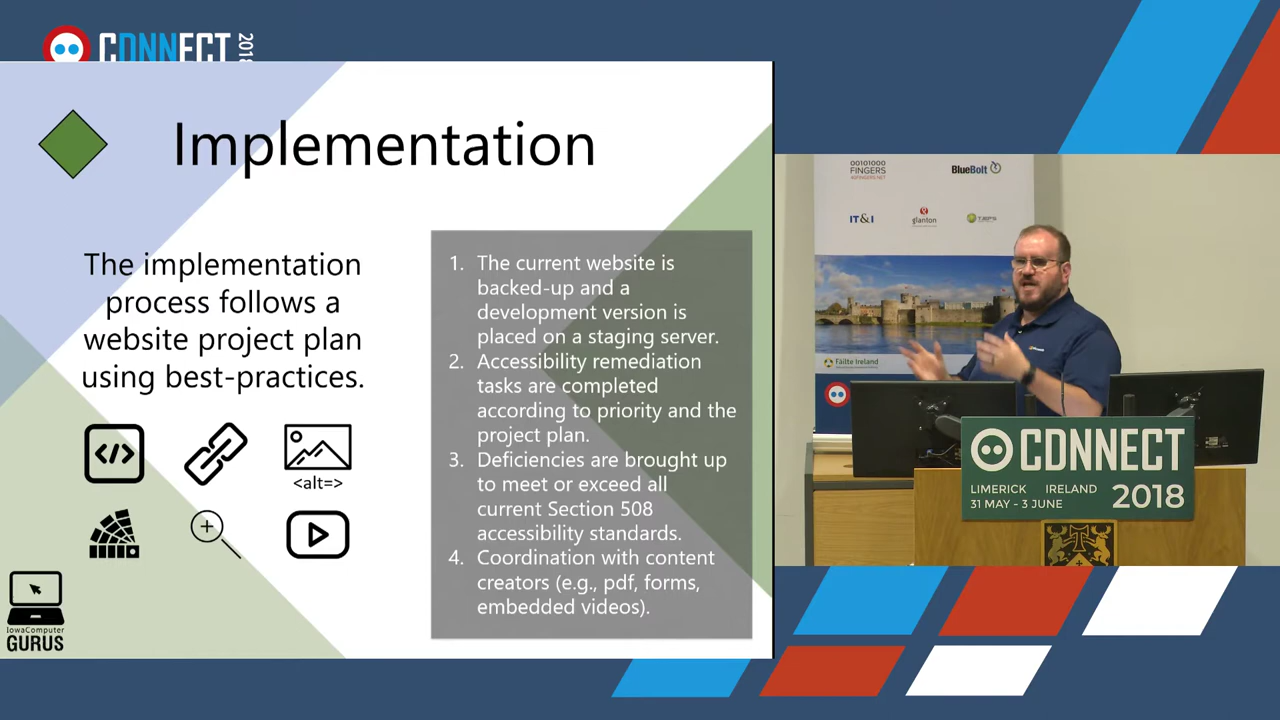 CDNNECT 2018
Implementation
The implementation
process follows a
website project plan
using best-practices.
</>
<alt=>
IowaComputer
GURUS
1. The current website is
backed-up and a
development version is
placed on a staging server.
2. Accessibility remediation
tasks are completed
according to priority and the
project plan.
3. Deficiencies are brought up
to meet or exceed all
current Section 508
accessibility standards.
4. Coordination with content
creators (e.g., pdf, forms,
embedded videos).
00101000
FINGERS
BlueBolt
IT&I
glanton
Fáilte Ireland
CDNNECT
LIMERICK IRELAND
31 MAY - 3 JUNE 2018